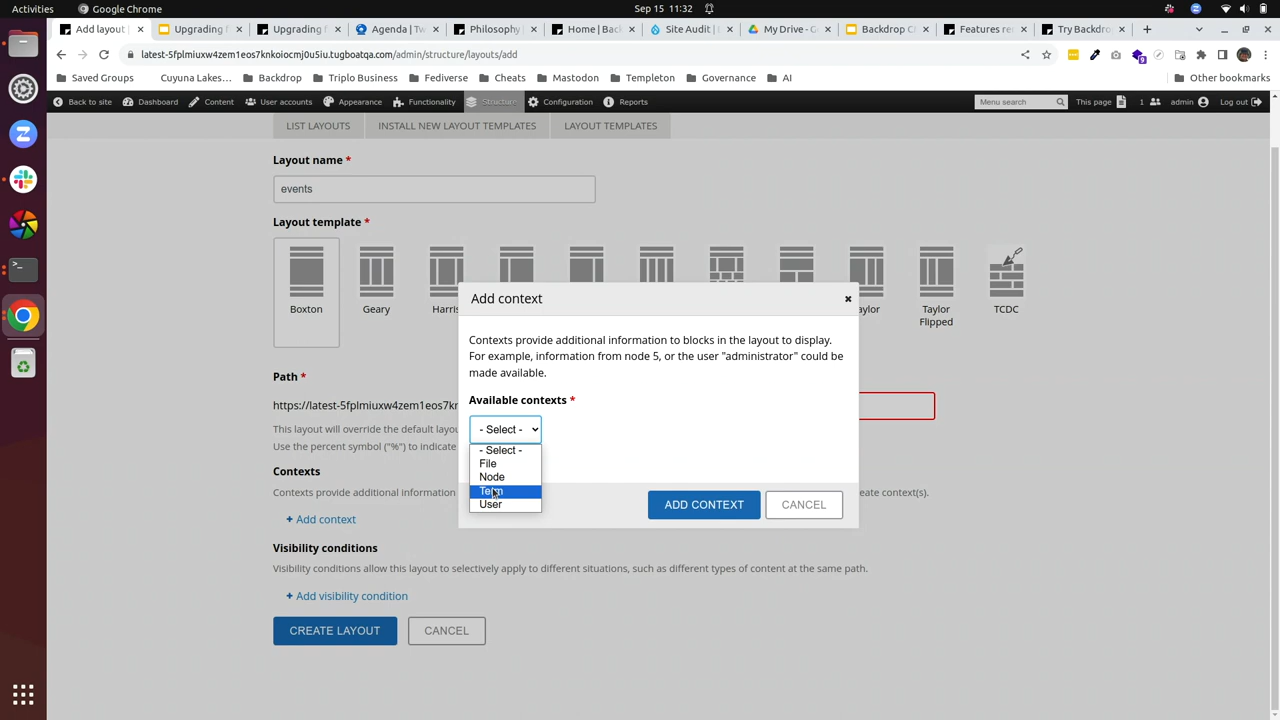 Activities
Google Chrome
Sep 15 11:32
Add layout
Upgrading
Upgrading
Agenda | Tw
Philosophy
Home | Back
Site Audit |
My Drive - G
Backdrop C
Features re
Try Backdro
latest-5fplmiuxw4zem1eos7knkoiocmj0u5iu.tugboatqa.com/admin/structure/layouts/add
9
Saved Groups
Cuyuna Lakes...
Backdrop
Triplo Business
Fediverse
Cheats
Mastodon
Templeton
Governance
AI
Other bookmarks
Back to site
Dashboard
Content
User accounts
Appearance
Functionality
Structure
Configuration
Reports
Menu search
This page
1
admin
Log out
LIST LAYOUTS
INSTALL NEW LAYOUT TEMPLATES
LAYOUT TEMPLATES
Layout name *
events
Layout template *
Boxton
Geary
Harris
Taylor Flipped
TCDC
Add context
Contexts provide additional information to blocks in the layout to display.
For example, information from node 5, or the user "administrator" could be
made available.
Available contexts *
- Select -
- Select -
File
Node
Term
User
ADD CONTEXT
CANCEL
Path *
https://latest-5fplmiuxw4zem1eos7kn
This layout will override the default layou
Use the percent symbol ("%") to indicate
Contexts
Contexts provide additional information
eate context(s).
+ Add context
Visibility conditions
Visibility conditions allow this layout to selectively apply to different situations, such as different types of content at the same path.
+ Add visibility condition
CREATE LAYOUT
CANCEL